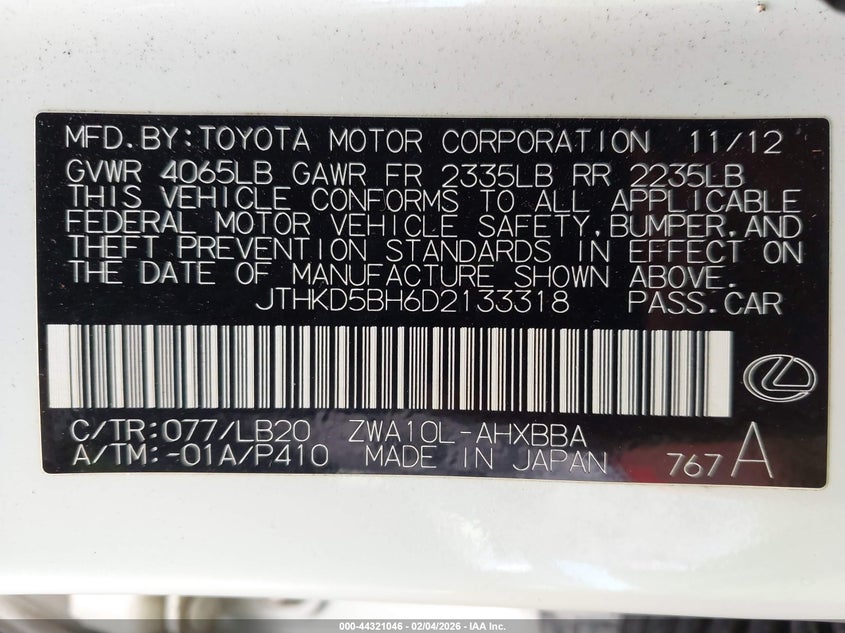 MFD.BY:TOYOTA MOTOR CORPORATION 11/12
GVWR 4065LB GAWR FR 2335LB RR 2235LB
THIS VEHICLE CONFORMS TO ALL APPLICABLE
FEDERAL MOTOR VEHICLE SAFETY,BUMPER,AND
THEFT PREVENTION STANDARDS IN EFFECT ON
THE DATE OF MANUFACTURE SHOWN ABOVE.
JTHKD5BH6D2133318 PASS.CAR
C/TR:077/LB20 ZWA10L-AHXBBA
A/TM:-01A/P410 MADE IN JAPAN 767 A
000-44321046 - 02/04/2026 - IAA Inc.